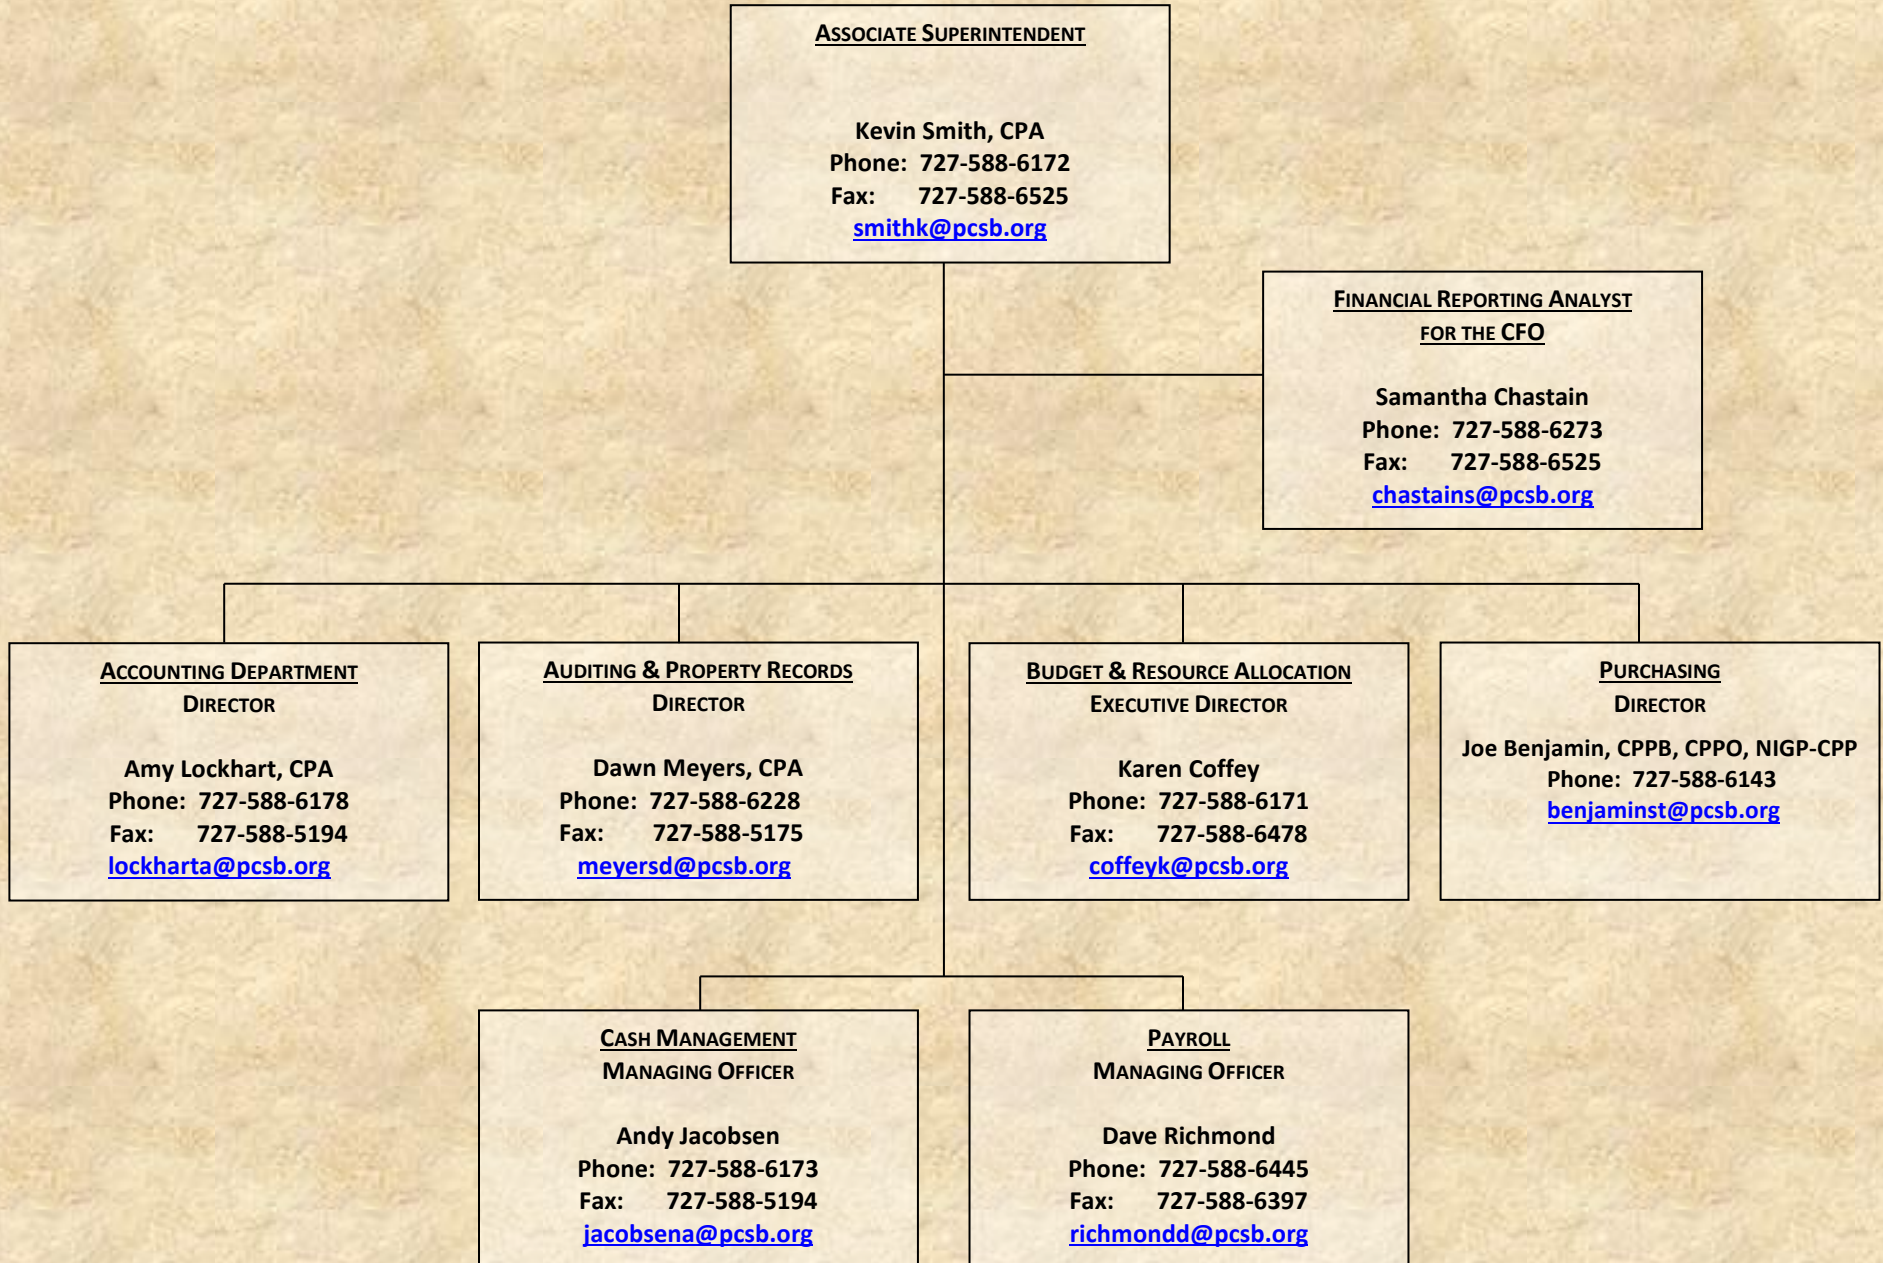 ASSOCIATE SUPERINTENDENT
Kevin Smith, CPA
Phone: 727-588-6172
Fax: 727-588-6525
smithk@pcsb.org
FINANCIAL REPORTING ANALYST
FOR THE CFO
Samantha Chastain
Phone: 727-588-6273
Fax: 727-588-6525
chastains@pcsb.org
ACCOUNTING DEPARTMENT
DIRECTOR
Amy Lockhart, CPA
Phone: 727-588-6178
Fax: 727-588-5194
lockharta@pcsb.org
AUDITING & PROPERTY RECORDS
DIRECTOR
Dawn Meyers, CPA
Phone: 727-588-6228
Fax: 727-588-5175
meyersd@pcsb.org
BUDGET & RESOURCE ALLOCATION
EXECUTIVE DIRECTOR
Karen Coffey
Phone: 727-588-6171
Fax: 727-588-6478
coffeyk@pcsb.org
PURCHASING
DIRECTOR
Joe Benjamin, CPPB, CPPO, NIGP-CPP
Phone: 727-588-6143
benjaminst@pcsb.org
CASH MANAGEMENT
MANAGING OFFICER
Andy Jacobsen
Phone: 727-588-6173
Fax: 727-588-5194
jacobsena@pcsb.org
PAYROLL
MANAGING OFFICER
Dave Richmond
Phone: 727-588-6445
Fax: 727-588-6397
richmondd@pcsb.org